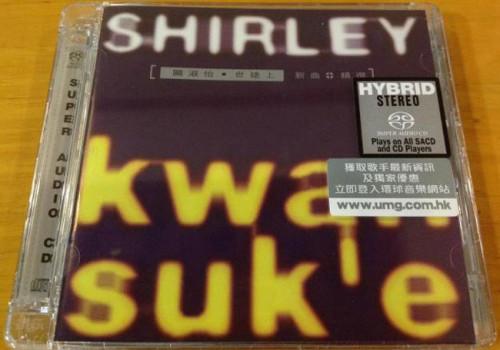 SHIRLEY
關淑怡・世途上 新曲+精選
HYBRID
STEREO
SUPER AUDIO CD
Plays on All SACD
and CD Players
獲取歌手最新資訊
及獨家優惠
立即登入環球音樂網站
www.umg.com.hk
kwan
suk'e
SUPER AUDIO CD